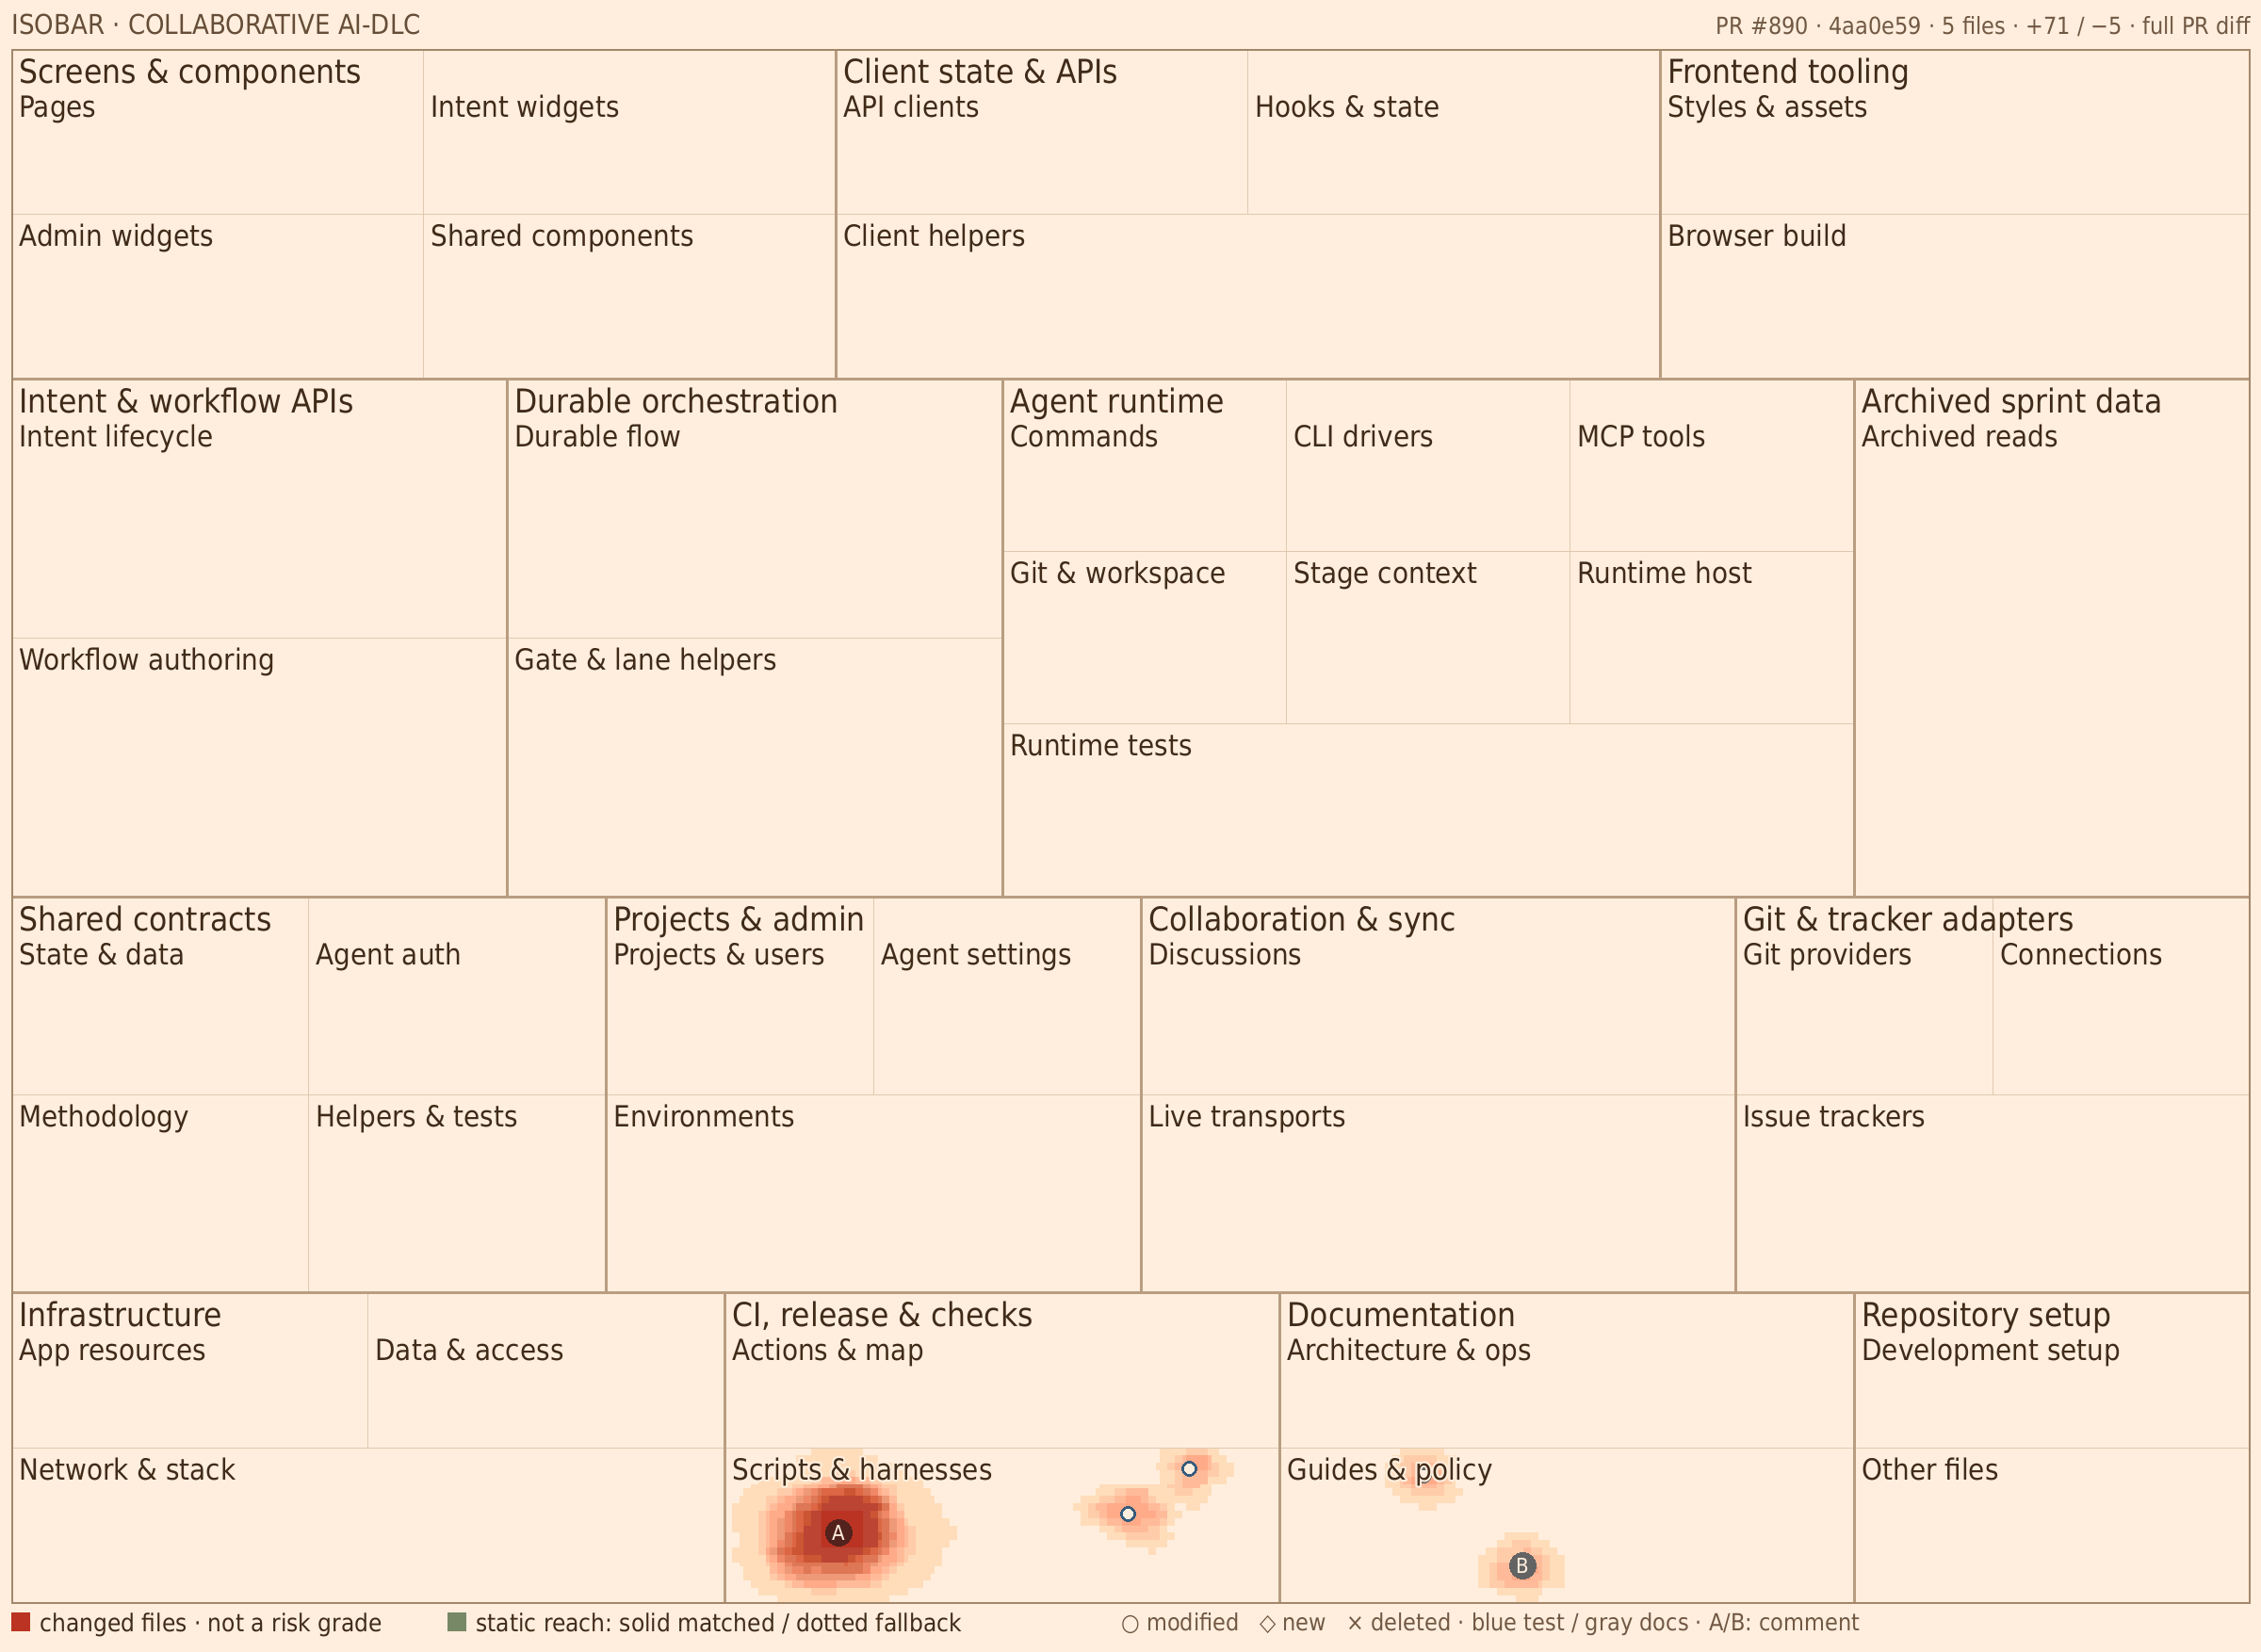 ISOBAR · COLLABORATIVE AI-DLC
PR #890 · 4aa0e59 · 5 files · +71 / −5 · full PR diff
Screens & components
Pages
Intent widgets
Admin widgets
Shared components
Client state & APIs
API clients
Hooks & state
Client helpers
Frontend tooling
Styles & assets
Browser build
Intent & workflow APIs
Intent lifecycle
Workflow authoring
Durable orchestration
Durable flow
Gate & lane helpers
Agent runtime
Commands
CLI drivers
MCP tools
Git & workspace
Stage context
Runtime host
Runtime tests
Archived sprint data
Archived reads
Shared contracts
State & data
Agent auth
Methodology
Helpers & tests
Projects & admin
Projects & users
Agent settings
Environments
Collaboration & sync
Discussions
Live transports
Git & tracker adapters
Git providers
Connections
Issue trackers
Infrastructure
App resources
Data & access
Network & stack
CI, release & checks
Actions & map
Scripts & harnesses
A
Documentation
Architecture & ops
Guides & policy
B
Repository setup
Development setup
Other files
changed files · not a risk grade
static reach: solid matched / dotted fallback
○ modified ◇ new × deleted · blue test / gray docs · A/B: comment